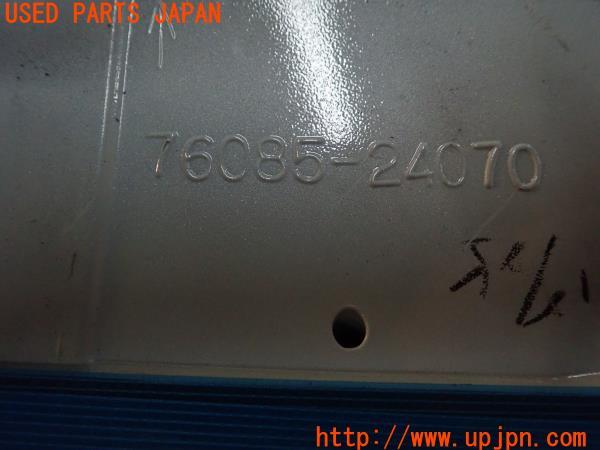 USED PARTS JAPAN
76085-24070
http://www.upjpn.com